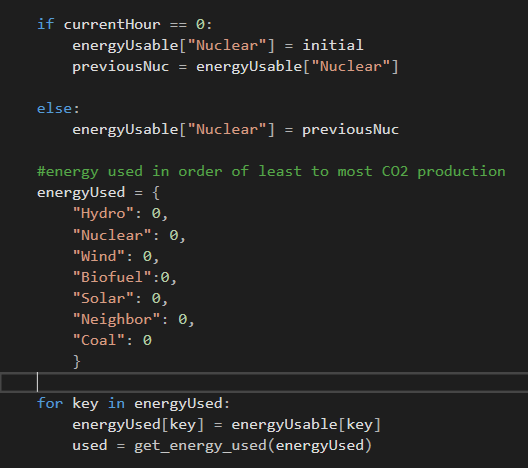 if currentHour == 0:
    energyUsable["Nuclear"] = initial
    previousNuc = energyUsable["Nuclear"]
else:
    energyUsable["Nuclear"] = previousNuc
#energy used in order of least to most CO2 production
energyUsed = {
    "Hydro": 0,
    "Nuclear": 0,
    "Wind": 0,
    "Biofuel":0,
    "Solar": 0,
    "Neighbor": 0,
    "Coal": 0
    }
for key in energyUsed:
    energyUsed[key] = energyUsable[key]
    used = get_energy_used(energyUsed)